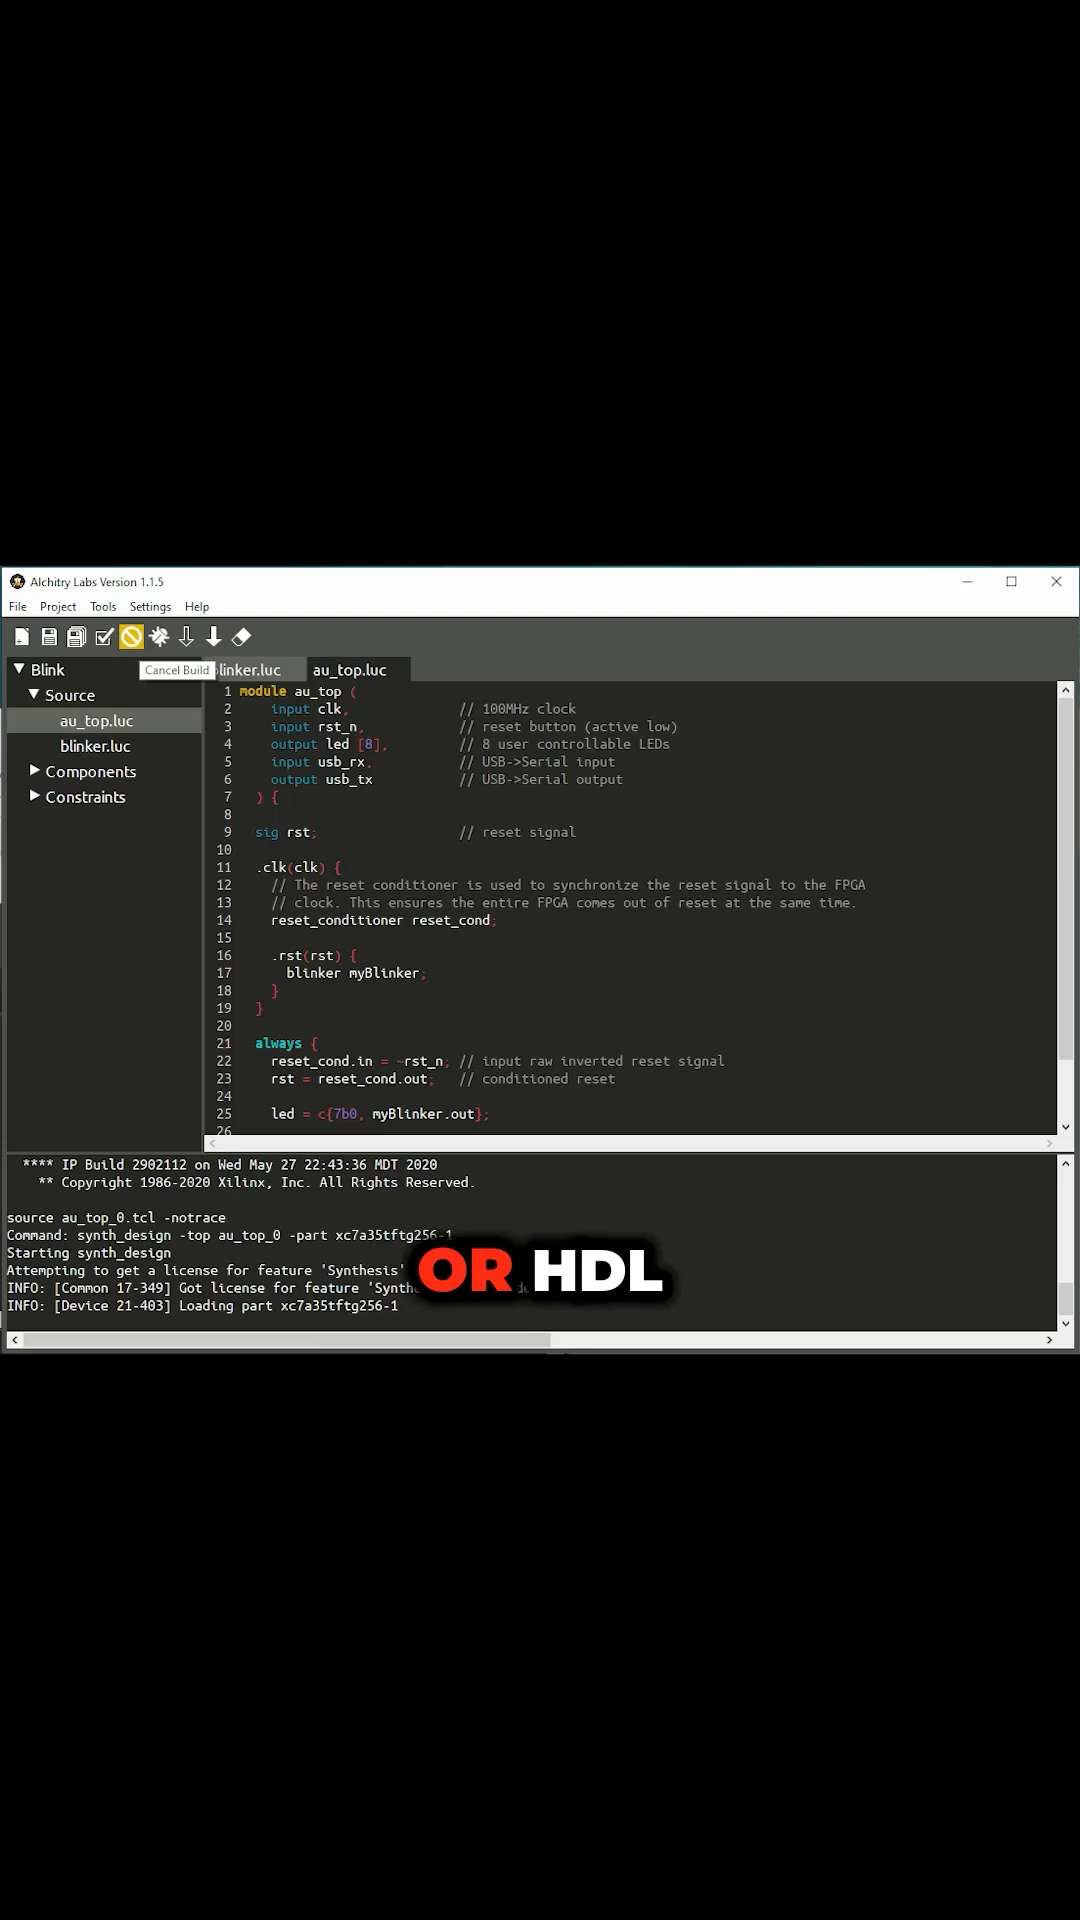 Alchitry Labs Version 1.1.5
File Project Tools Settings Help
Blink
Cancel Build
linker.luc au_top.luc
Source
au_top.luc
blinker.luc
Components
Constraints
1 module au_top (
2 input clk, // 100MHz clock
3 input rst_n, // reset button (active low)
4 output led [8], // 8 user controllable LEDs
5 input usb_rx, // USB->Serial input
6 output usb_tx // USB->Serial output
7 ) {
8
9 sig rst; // reset signal
10
11 .clk(clk) {
12 // The reset conditioner is used to synchronize the reset signal to the FPGA
13 // clock. This ensures the entire FPGA comes out of reset at the same time.
14 reset_conditioner reset_cond;
15
16 .rst(rst) {
17 blinker myBlinker;
18 }
19 }
20
21 always {
22 reset_cond.in = ~rst_n; // input raw inverted reset signal
23 rst = reset_cond.out; // conditioned reset
24
25 led = c{7b0, myBlinker.out};
26
**** IP Build 2902112 on Wed May 27 22:43:36 MDT 2020
** Copyright 1986-2020 Xilinx, Inc. All Rights Reserved.
source au_top_0.tcl -notrace
Command: synth_design -top au_top_0 -part xc7a35tftg256-1
Starting synth_design
Attempting to get a license for feature 'Synthesis'
INFO: [Common 17-349] Got license for feature 'Synth
INFO: [Device 21-403] Loading part xc7a35tftg256-1
OR HDL